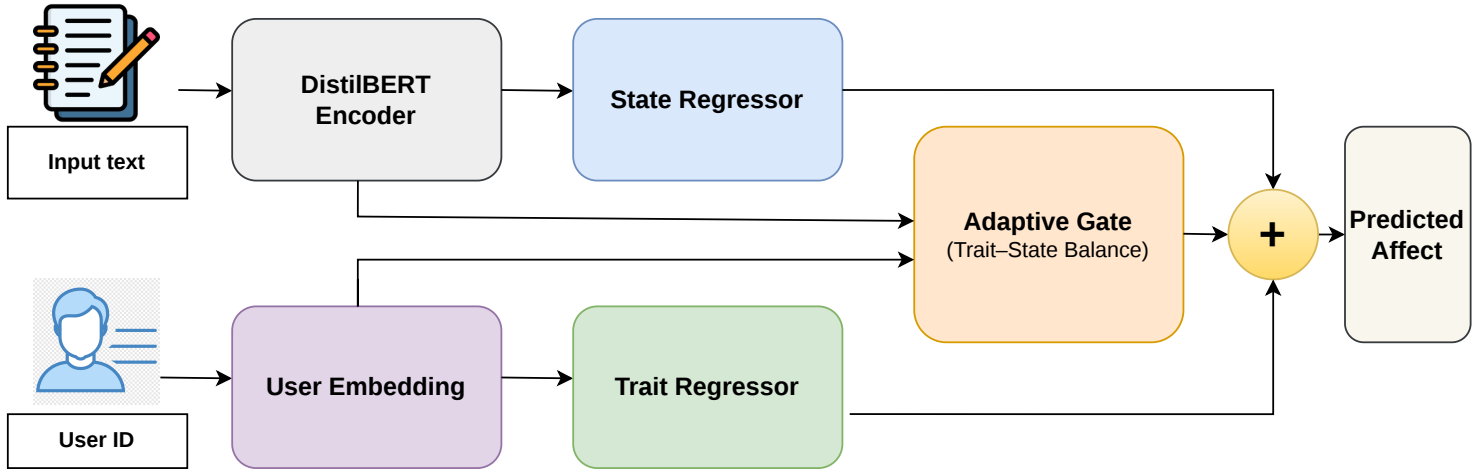 Input text
DistilBERT
Encoder
State Regressor
Adaptive Gate
(Trait–State Balance)
+
Predicted
Affect
User ID
User Embedding
Trait Regressor